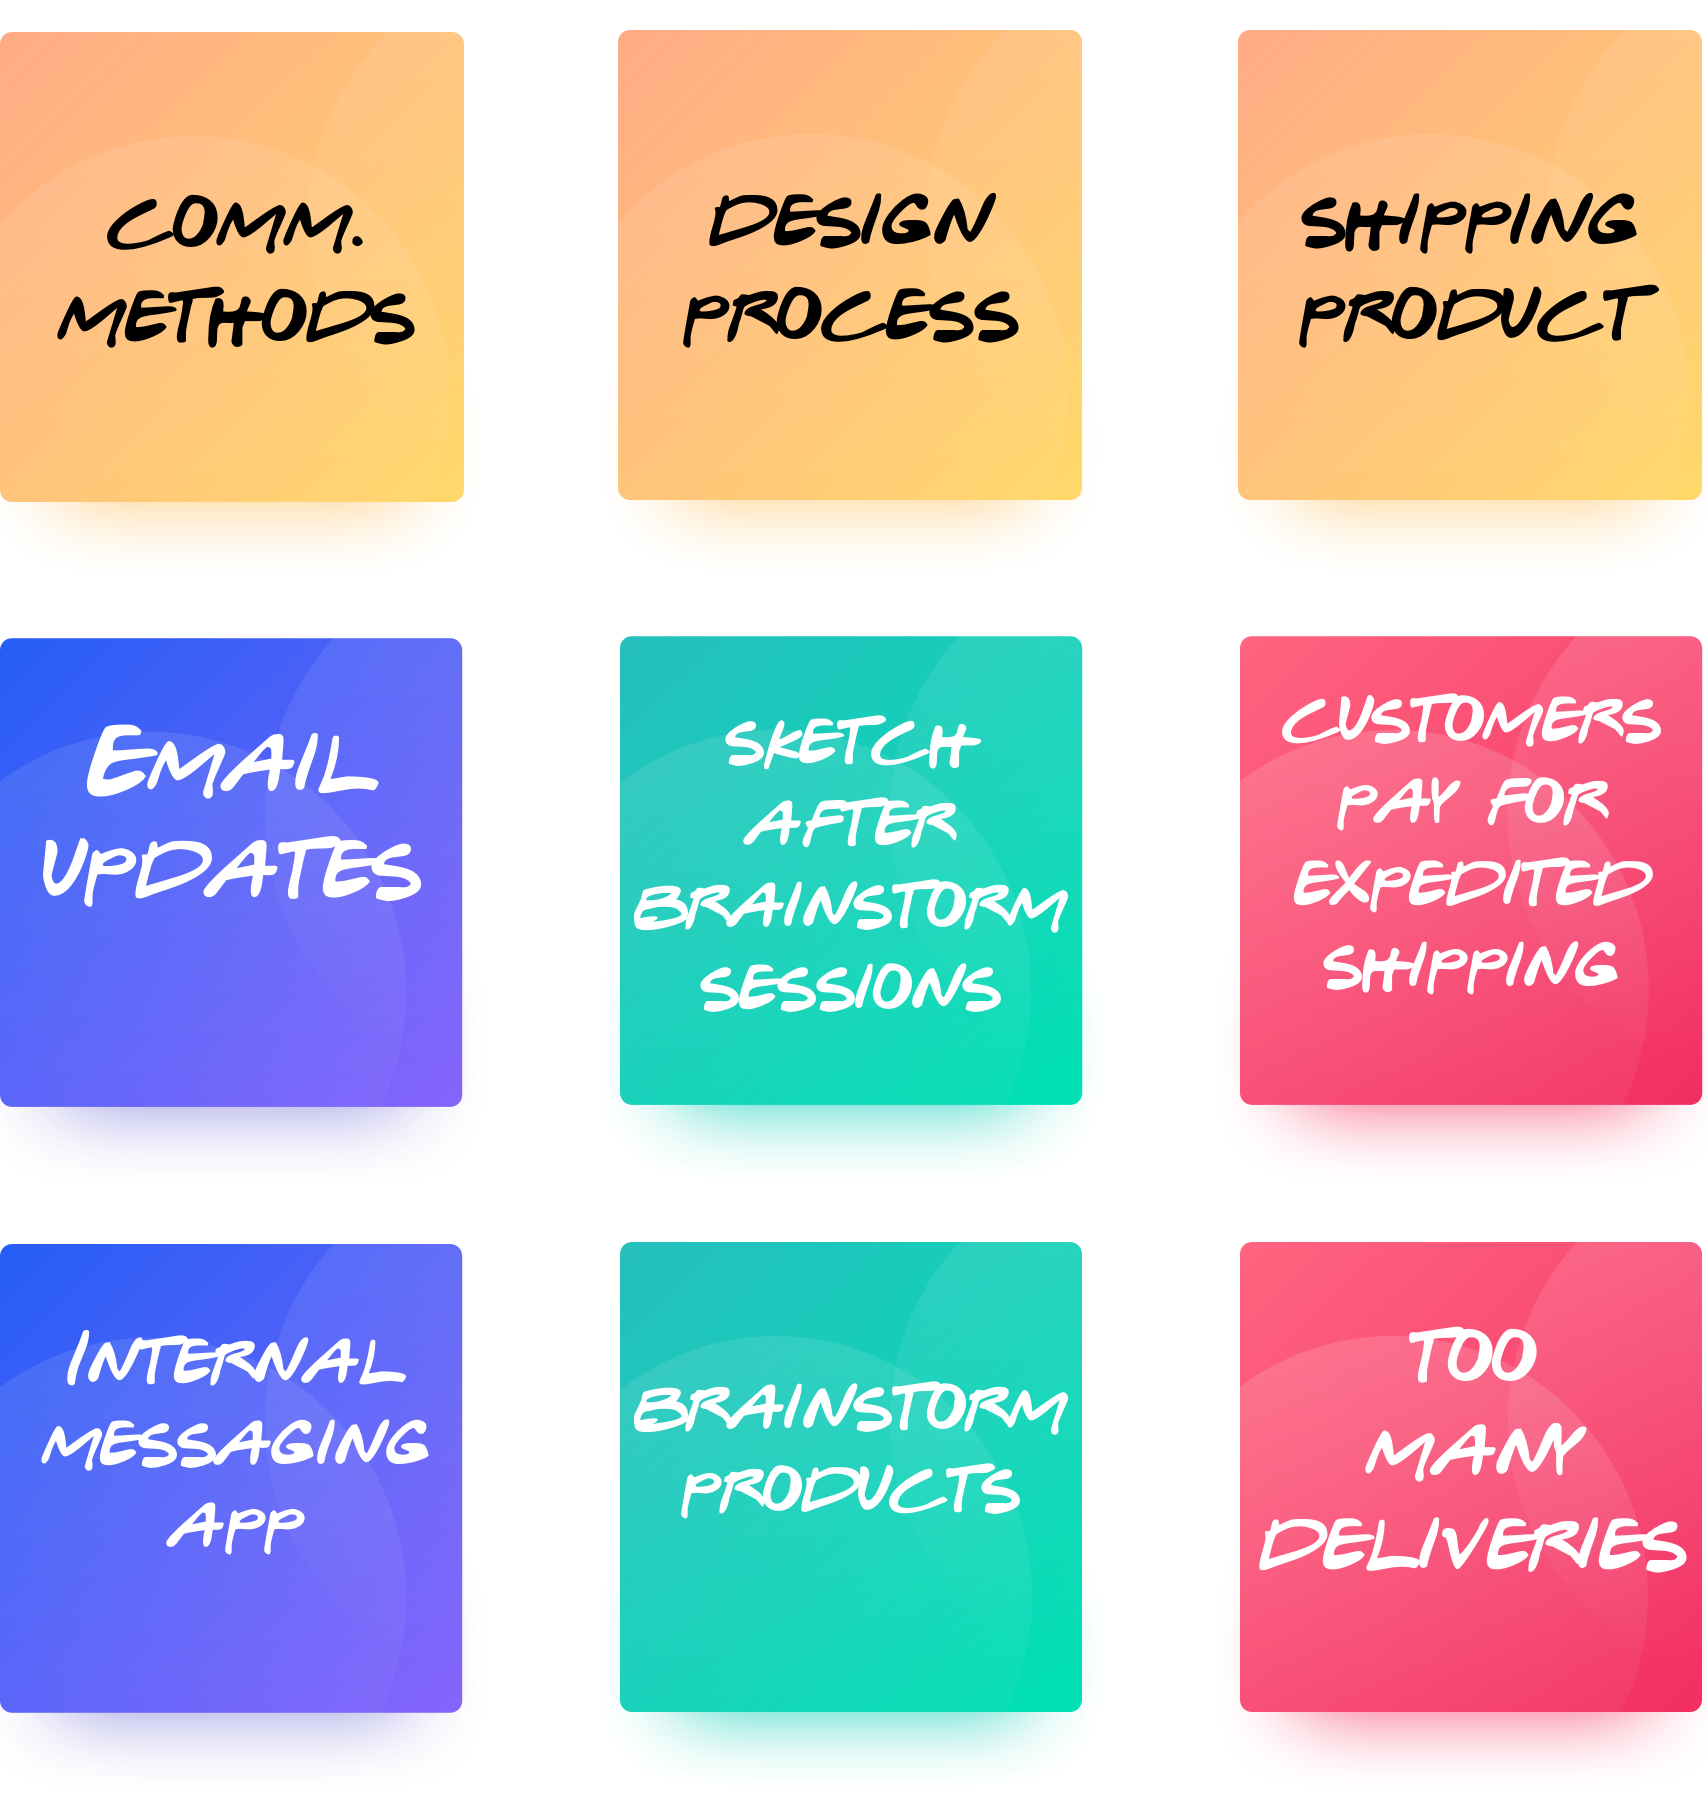 COMM.
METHODS
DESIGN
PROCESS
SHIPPING
PRODUCT
EMAIL
UPDATES
SKETCH
AFTER
BRAINSTORM
SESSIONS
CUSTOMERS
PAY FOR
EXPEDITED
SHIPPING
INTERNAL
MESSAGING
APP
BRAINSTORM
PRODUCTS
TOO
MANY
DELIVERIES